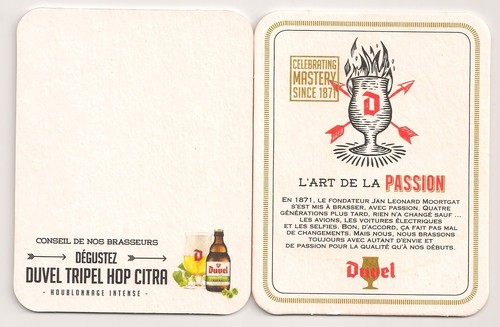 CONSEIL DE NOS BRASSEURS
DÉGUSTEZ
DUVEL TRIPEL HOP CITRA
- HOUBLONNAGE INTENSE -
Duvel
CELEBRATING
MASTERY
SINCE 1871
D
L'ART DE LA PASSION
EN 1871, LE FONDATEUR JAN LEONARD MOORTGAT
S'EST MIS À BRASSER, AVEC PASSION. QUATRE
GÉNÉRATIONS PLUS TARD, RIEN N'A CHANGÉ SAUF ...
LES AVIONS, LES VOITURES ÉLECTRIQUES
ET LES SELFIES. BON, D'ACCORD, ÇA FAIT PAS MAL
DE CHANGEMENTS. MAIS NOUS, NOUS BRASSONS
TOUJOURS AVEC AUTANT D'ENVIE ET
DE PASSION POUR LA QUALITÉ QU'À NOS DÉBUTS.
Duvel